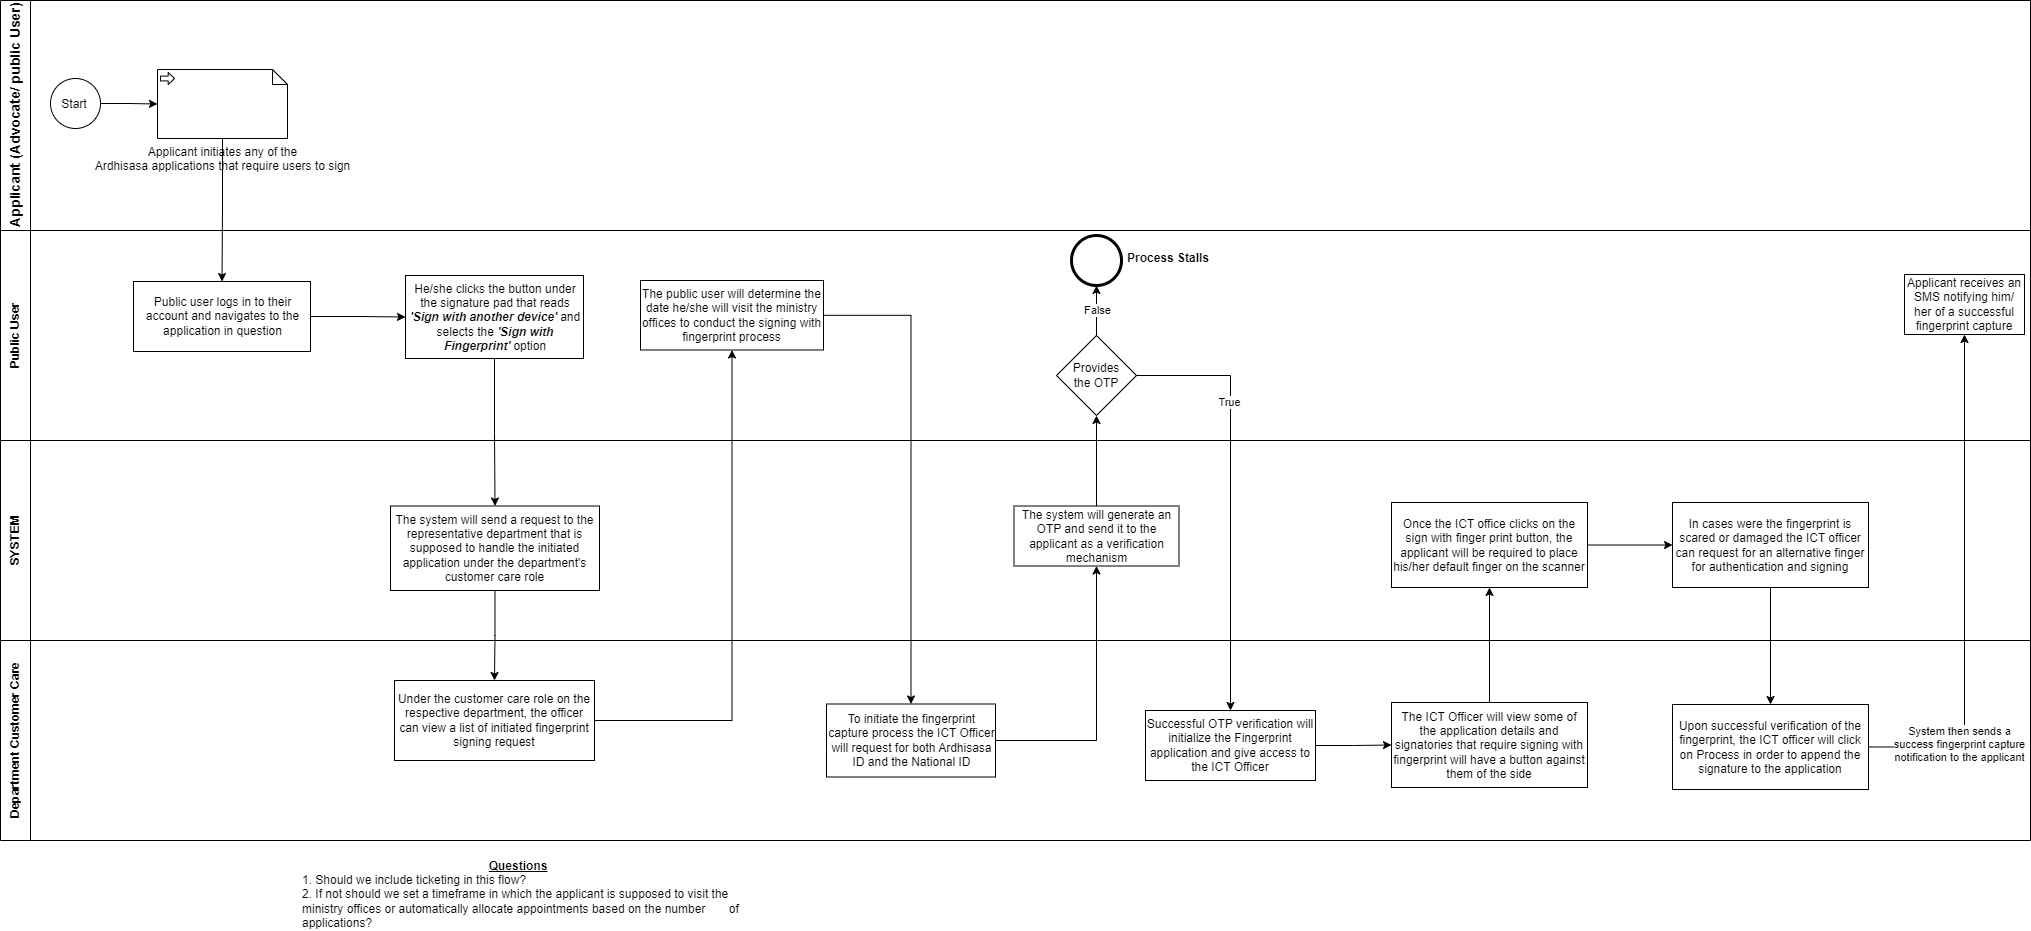 Applicant (Advocate/ public User)
Start
Applicant initiates any of the
Ardhisasa applications that require users to sign
Public User
Public user logs in to their
account and navigates to the
application in question
He/she clicks the button under
the signature pad that reads
'Sign with another device' and
selects the 'Sign with
Fingerprint' option
The public user will determine the
date he/she will visit the ministry
offices to conduct the signing with
fingerprint process
Process Stalls
False
Provides
the OTP
True
Applicant receives an
SMS notifying him/
her of a successful
fingerprint capture
SYSTEM
The system will send a request to the
representative department that is
supposed to handle the initiated
application under the department's
customer care role
The system will generate an
OTP and send it to the
applicant as a verification
mechanism
Once the ICT office clicks on the
sign with finger print button, the
applicant will be required to place
his/her default finger on the scanner
In cases were the fingerprint is
scared or damaged the ICT officer
can request for an alternative finger
for authentication and signing
Department Customer Care
Under the customer care role on the
respective department, the officer
can view a list of initiated fingerprint
signing request
To initiate the fingerprint
capture process the ICT Officer
will request for both Ardhisasa
ID and the National ID
Successful OTP verification will
initialize the Fingerprint
application and give access to
the ICT Officer
The ICT Officer will view some of
the application details and
signatories that require signing with
fingerprint will have a button against
them of the side
Upon successful verification of the
fingerprint, the ICT officer will click
on Process in order to append the
signature to the application
System then sends a
success fingerprint capture
notification to the applicant
Questions
1. Should we include ticketing in this flow?
2. If not should we set a timeframe in which the applicant is supposed to visit the
ministry offices or automatically allocate appointments based on the number of
applications?